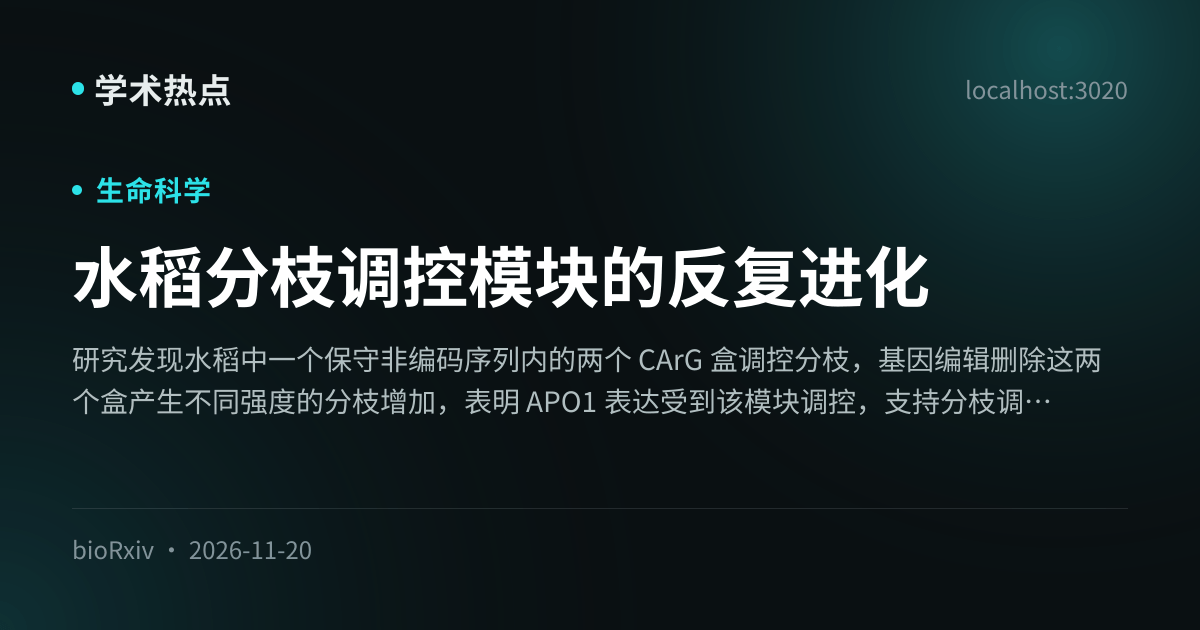 学术热点
localhost:3020
生命科学
水稻分枝调控模块的反复进化
研究发现水稻中一个保守非编码序列内的两个 CArG 盒调控分枝，基因编辑删除这两
个盒产生不同强度的分枝增加，表明 APO1 表达受到该模块调控，支持分枝调…
bioRxiv • 2026-11-20